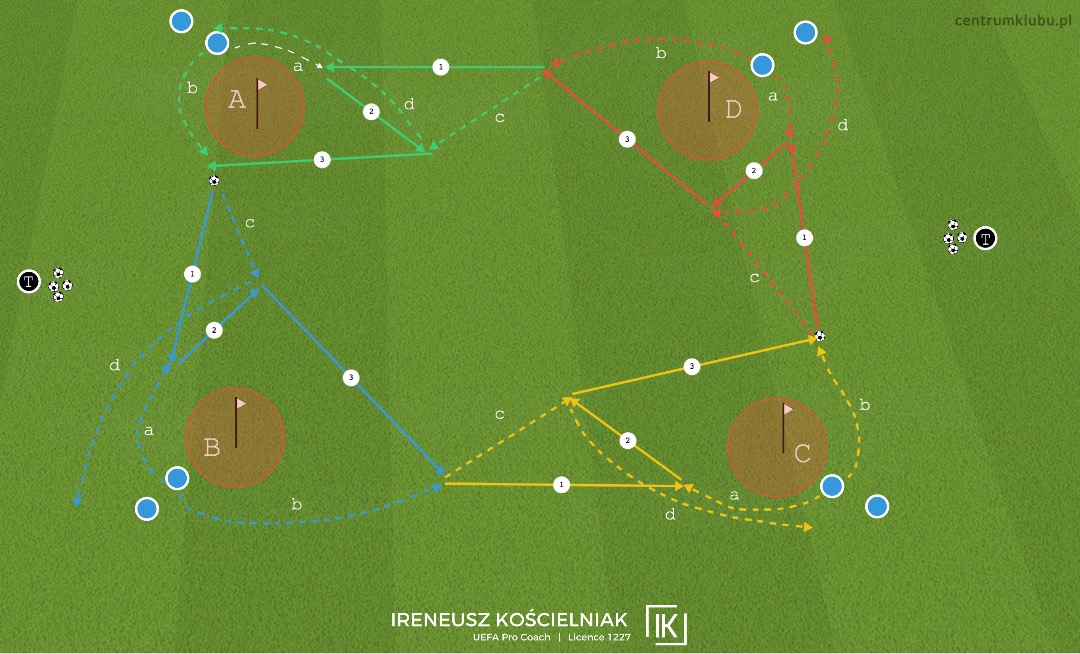 centrumklubu.pl
a
1
b
A
b
a
D
2
d
c
d
3
3
2
c
1
1
T
T
c
2
c
d
3
3
b
c
a
B
2
C
1
a
b
d
IRENEUSZ KOŚCIELNIAK
IK
UEFA Pro Coach | Licence 1227